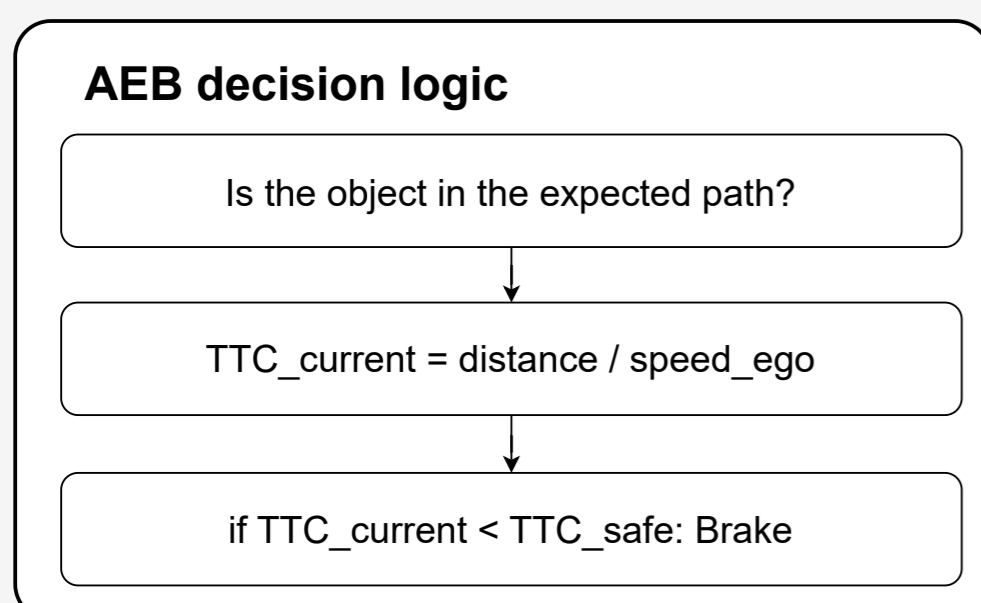 AEB decision logic
Is the object in the expected path?
TTC_current = distance / speed_ego
if TTC_current < TTC_safe: Brake